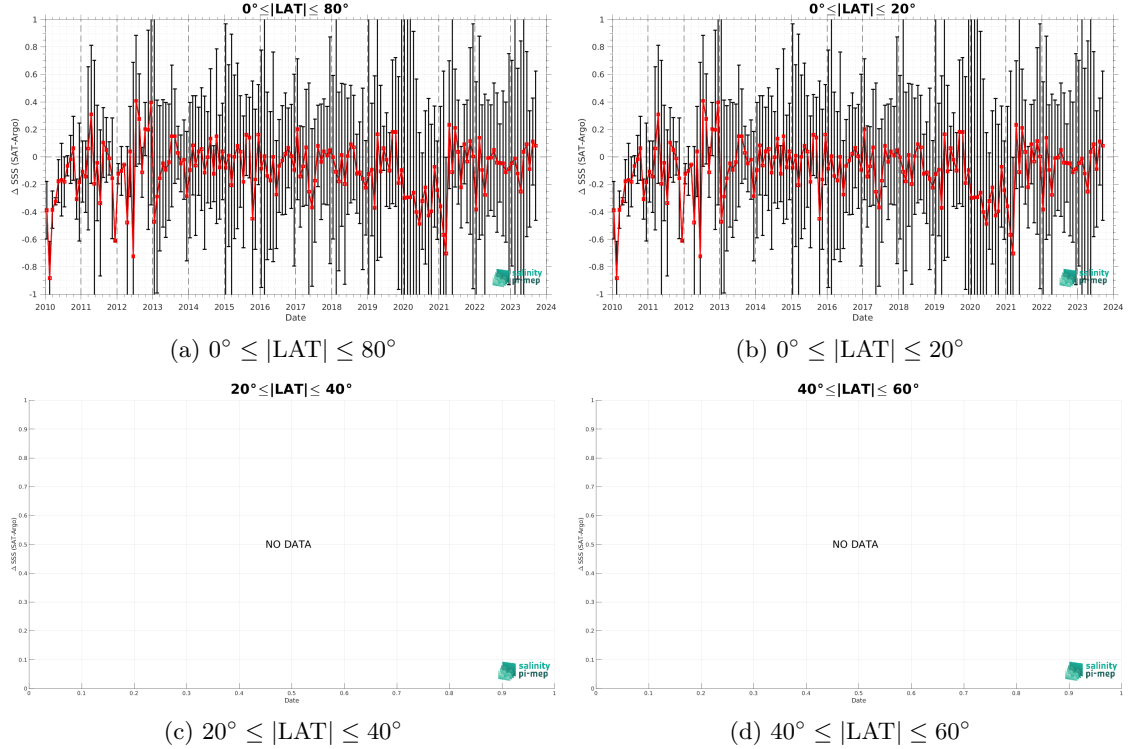 0°≤|LAT|≤ 80°
Δ SSS (SAT-Argo)
1
0.8
0.6
0.4
0.2
0
-0.2
-0.4
-0.6
-0.8
-1
2010 2011 2012 2013 2014 2015 2016 2017 2018 2019 2020 2021 2022 2023 2024
Date
salinity
pi-mep
(a) 0° ≤ |LAT| ≤ 80°
0°≤|LAT|≤ 20°
Δ SSS (SAT-Argo)
1
0.8
0.6
0.4
0.2
0
-0.2
-0.4
-0.6
-0.8
-1
2010 2011 2012 2013 2014 2015 2016 2017 2018 2019 2020 2021 2022 2023 2024
Date
salinity
pi-mep
(b) 0° ≤ |LAT| ≤ 20°
20°≤|LAT|≤ 40°
Δ SSS (SAT-Argo)
1
0.9
0.8
0.7
0.6
0.5
0.4
0.3
0.2
0.1
0
NO DATA
0 0.1 0.2 0.3 0.4 0.5 0.6 0.7 0.8 0.9 1
Date
salinity
pi-mep
(c) 20° ≤ |LAT| ≤ 40°
40°≤|LAT|≤ 60°
Δ SSS (SAT-Argo)
1
0.9
0.8
0.7
0.6
0.5
0.4
0.3
0.2
0.1
0
NO DATA
0 0.1 0.2 0.3 0.4 0.5 0.6 0.7 0.8 0.9 1
Date
salinity
pi-mep
(d) 40° ≤ |LAT| ≤ 60°